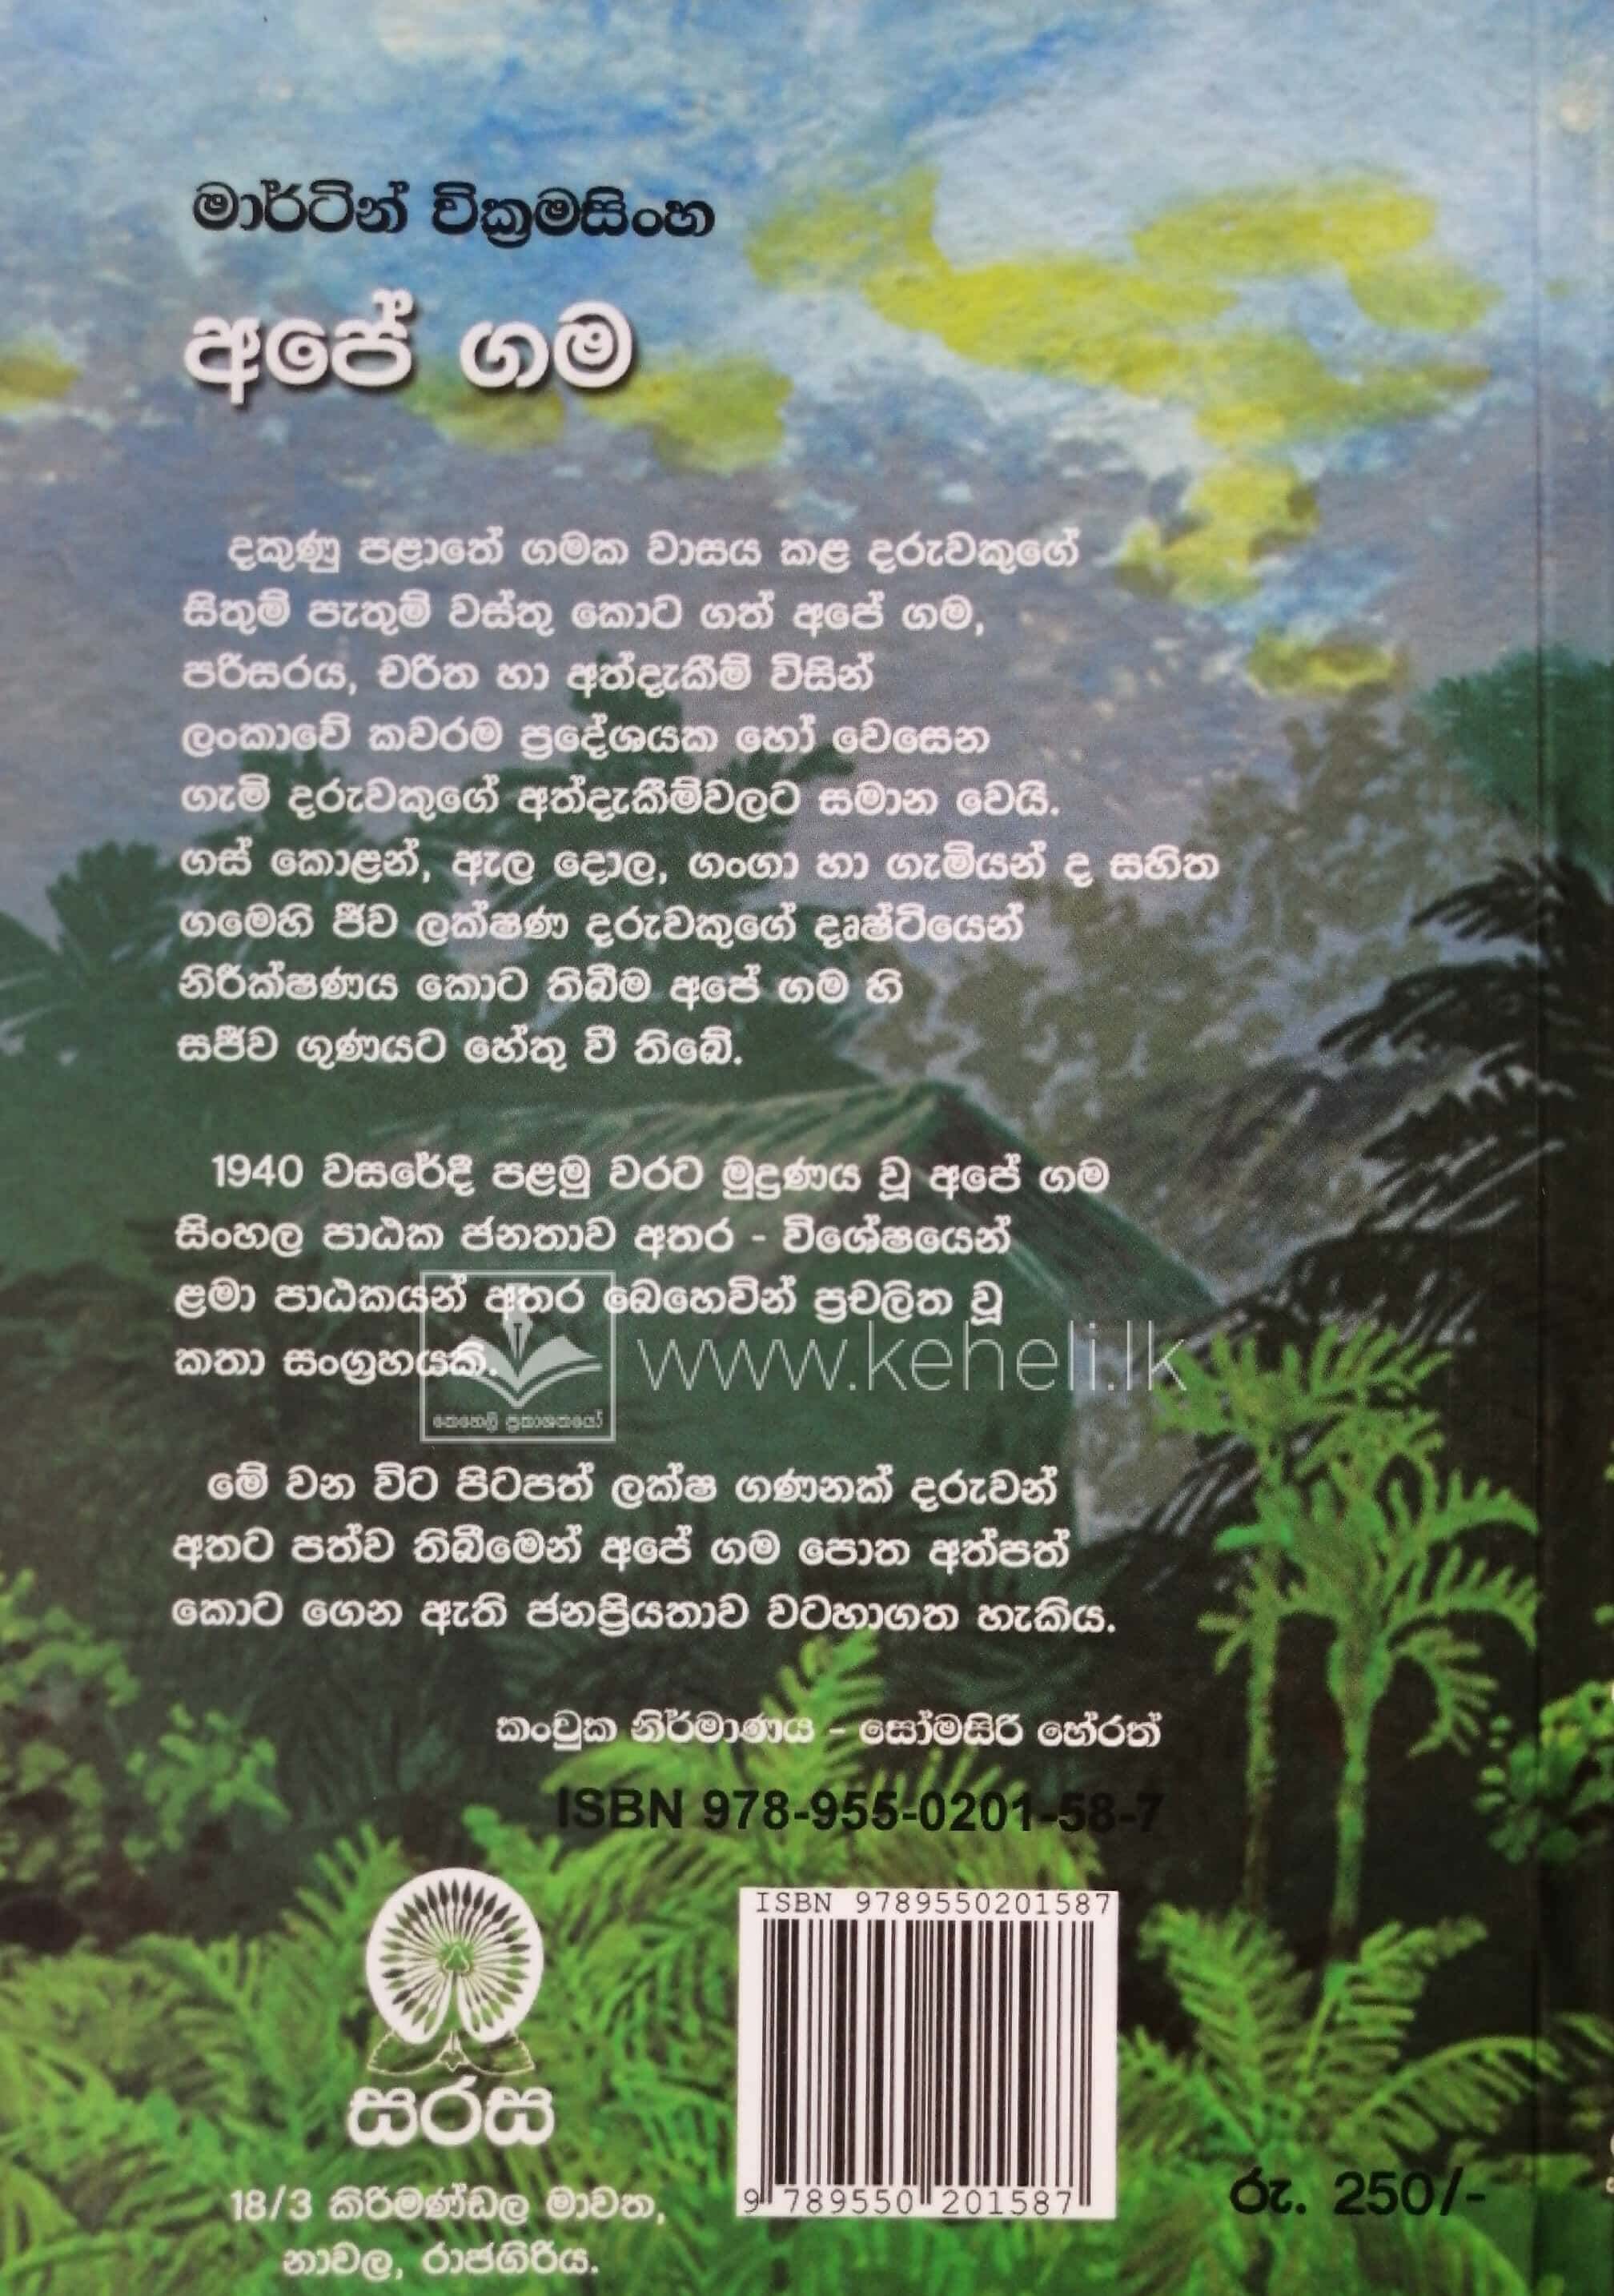 මාර්ටින් වික්‍රමසිංහ
අපේ ගම
දකුණු පළාතේ ගමක වාසය කළ දරුවකුගේ
සිතුම් පැතුම් වස්තු කොට ගත් අපේ ගම,
පරිසරය, චරිත හා අත්දැකීම් විසින්
ලංකාවේ කවරම ප්‍රදේශයක හෝ වෙසෙන
ගැමි දරුවකුගේ අත්දැකීම්වලට සමාන වෙයි.
ගස් කොළන්, ඇල දොල, ගංගා හා ගැමියන් ද සහිත
ගමෙහි ජීව ලක්ෂණ දරුවකුගේ දෘෂ්ටියෙන්
නිරීක්ෂණය කොට තිබීම අපේ ගම හි
සජීව ගුණයට හේතු වී තිබේ.
1940 වසරේදී පළමු වරට මුද්‍රණය වූ අපේ ගම
සිංහල පාඨක ජනතාව අතර - විශේෂයෙන්
ළමා පාඨකයන් අතර බෙහෙවින් ප්‍රචලිත වූ
කතා සංග්‍රහයකි.
www.keheli.lk
කෙහෙලි ප්‍රකාශකයෝ
මේ වන විට පිටපත් ලක්ෂ ගණනක් දරුවන්
අතට පත්ව තිබීමෙන් අපේ ගම පොත අත්පත්
කොට ගෙන ඇති ජනප්‍රියතාව වටහාගත හැකිය.
කංචුක නිර්මාණය - සෝමසිරි හේරත්
ISBN 978-955-0201-58-7
ISBN 9789550201587
9 789550 201587
සරස
18/3 කිරිමණ්ඩල මාවත,
නාවල, රාජගිරිය.
රු. 250/-